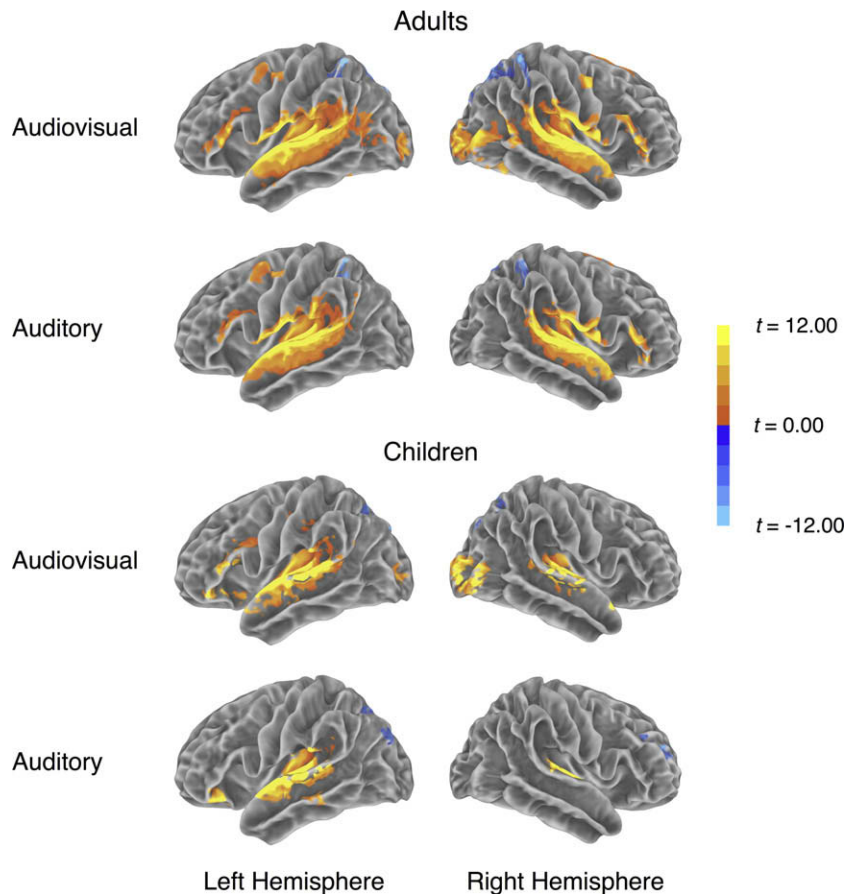 Adults
Audiovisual
Auditory
t = 12.00
t = 0.00
t = -12.00
Children
Audiovisual
Auditory
Left Hemisphere
Right Hemisphere